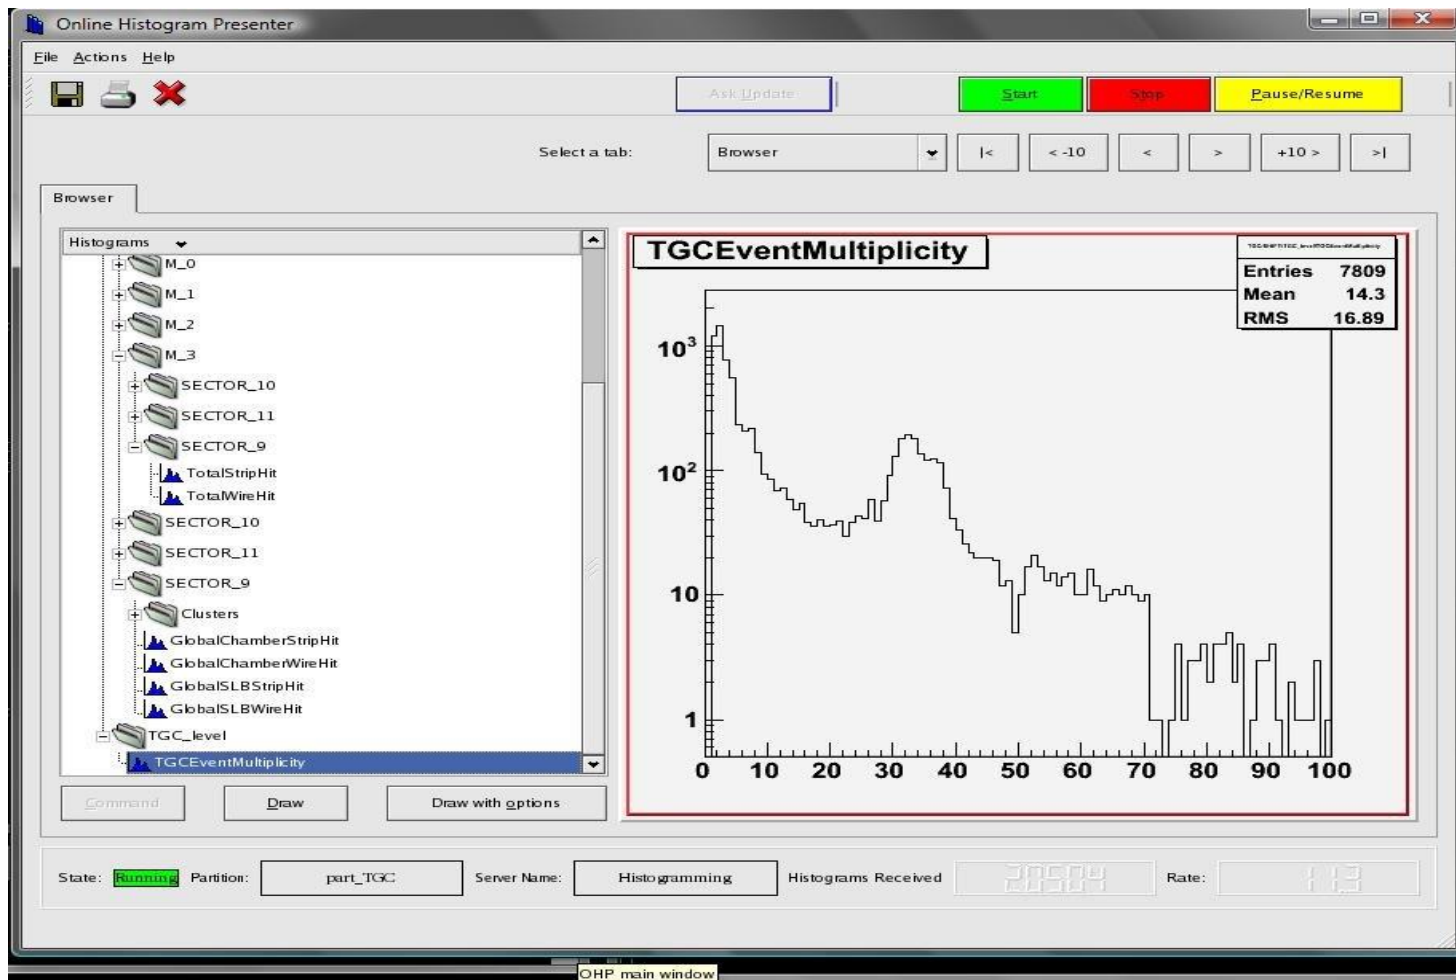 Online Histogram Presenter
File Actions Help
Ask Update Start Stop Pause/Resume
Select a tab: Browser |< < -10 < > +10 > >|
Browser
Histograms
M_0
M_1
M_2
M_3
SECTOR_10
SECTOR_11
SECTOR_9
TotalStripHit
TotalWireHit
SECTOR_10
SECTOR_11
SECTOR_9
Clusters
GlobalChamberStripHit
GlobalChamberWireHit
GlobalSLBStripHit
GlobalSLBWireHit
TGC_level
TGCEventMultiplicity
TGCEventMultiplicity
Entries 7809
Mean 14.3
RMS 16.89
10³
10²
10
1
0 10 20 30 40 50 60 70 80 90 100
Command Draw Draw with options
State: Running Partition: part_TGC Server Name: Histogramming Histograms Received 20504 Rate: 11.3
OHP main window